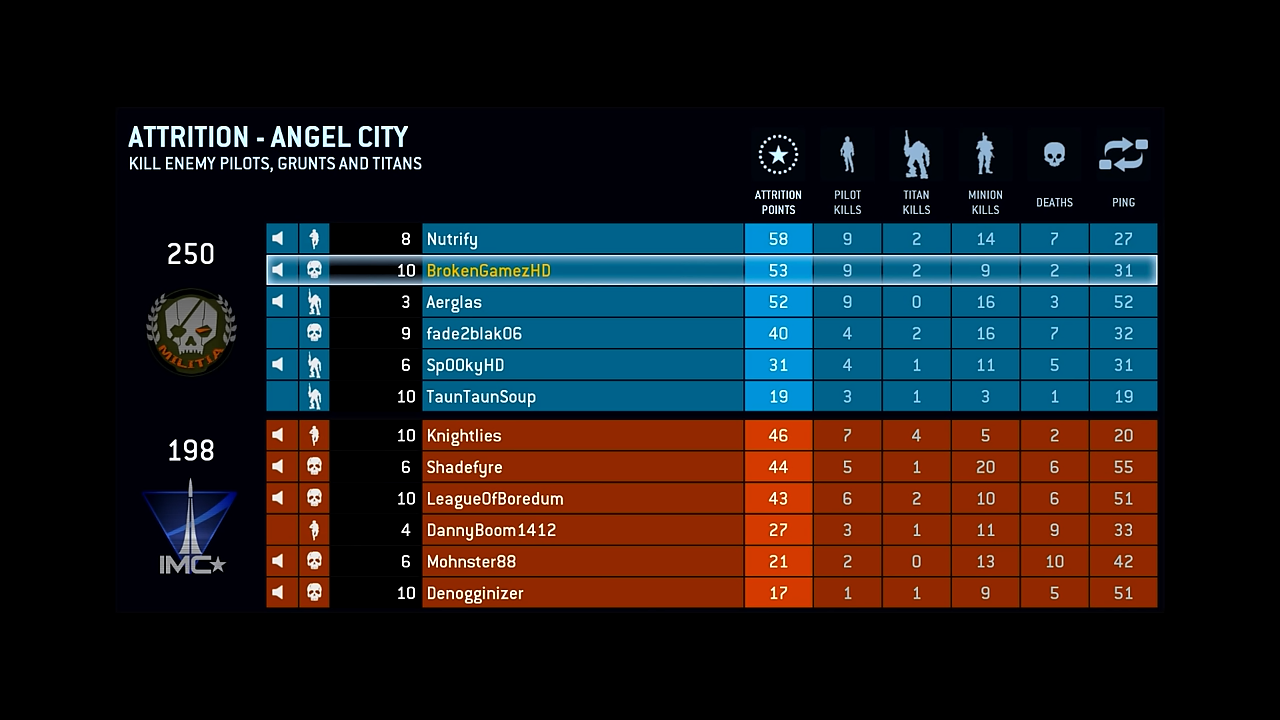 ATTRITION - ANGEL CITY
KILL ENEMY PILOTS, GRUNTS AND TITANS
ATTRITION POINTS PILOT KILLS TITAN KILLS MINION KILLS DEATHS PING
250
MILITIA
8 Nutrify 58 9 2 14 7 27
10 BrokenGamezHD 53 9 2 9 2 31
3 Aerglas 52 9 0 16 3 52
9 fade2blak06 40 4 2 16 7 32
6 Sp00kyHD 31 4 1 11 5 31
10 TaunTaunSoup 19 3 1 3 1 19
198
IMC
10 Knightlies 46 7 4 5 2 20
6 Shadefyre 44 5 1 20 6 55
10 LeagueOfBoredum 43 6 2 10 6 51
4 DannyBoom1412 27 3 1 11 9 33
6 Mohnster88 21 2 0 13 10 42
10 Denogginizer 17 1 1 9 5 51